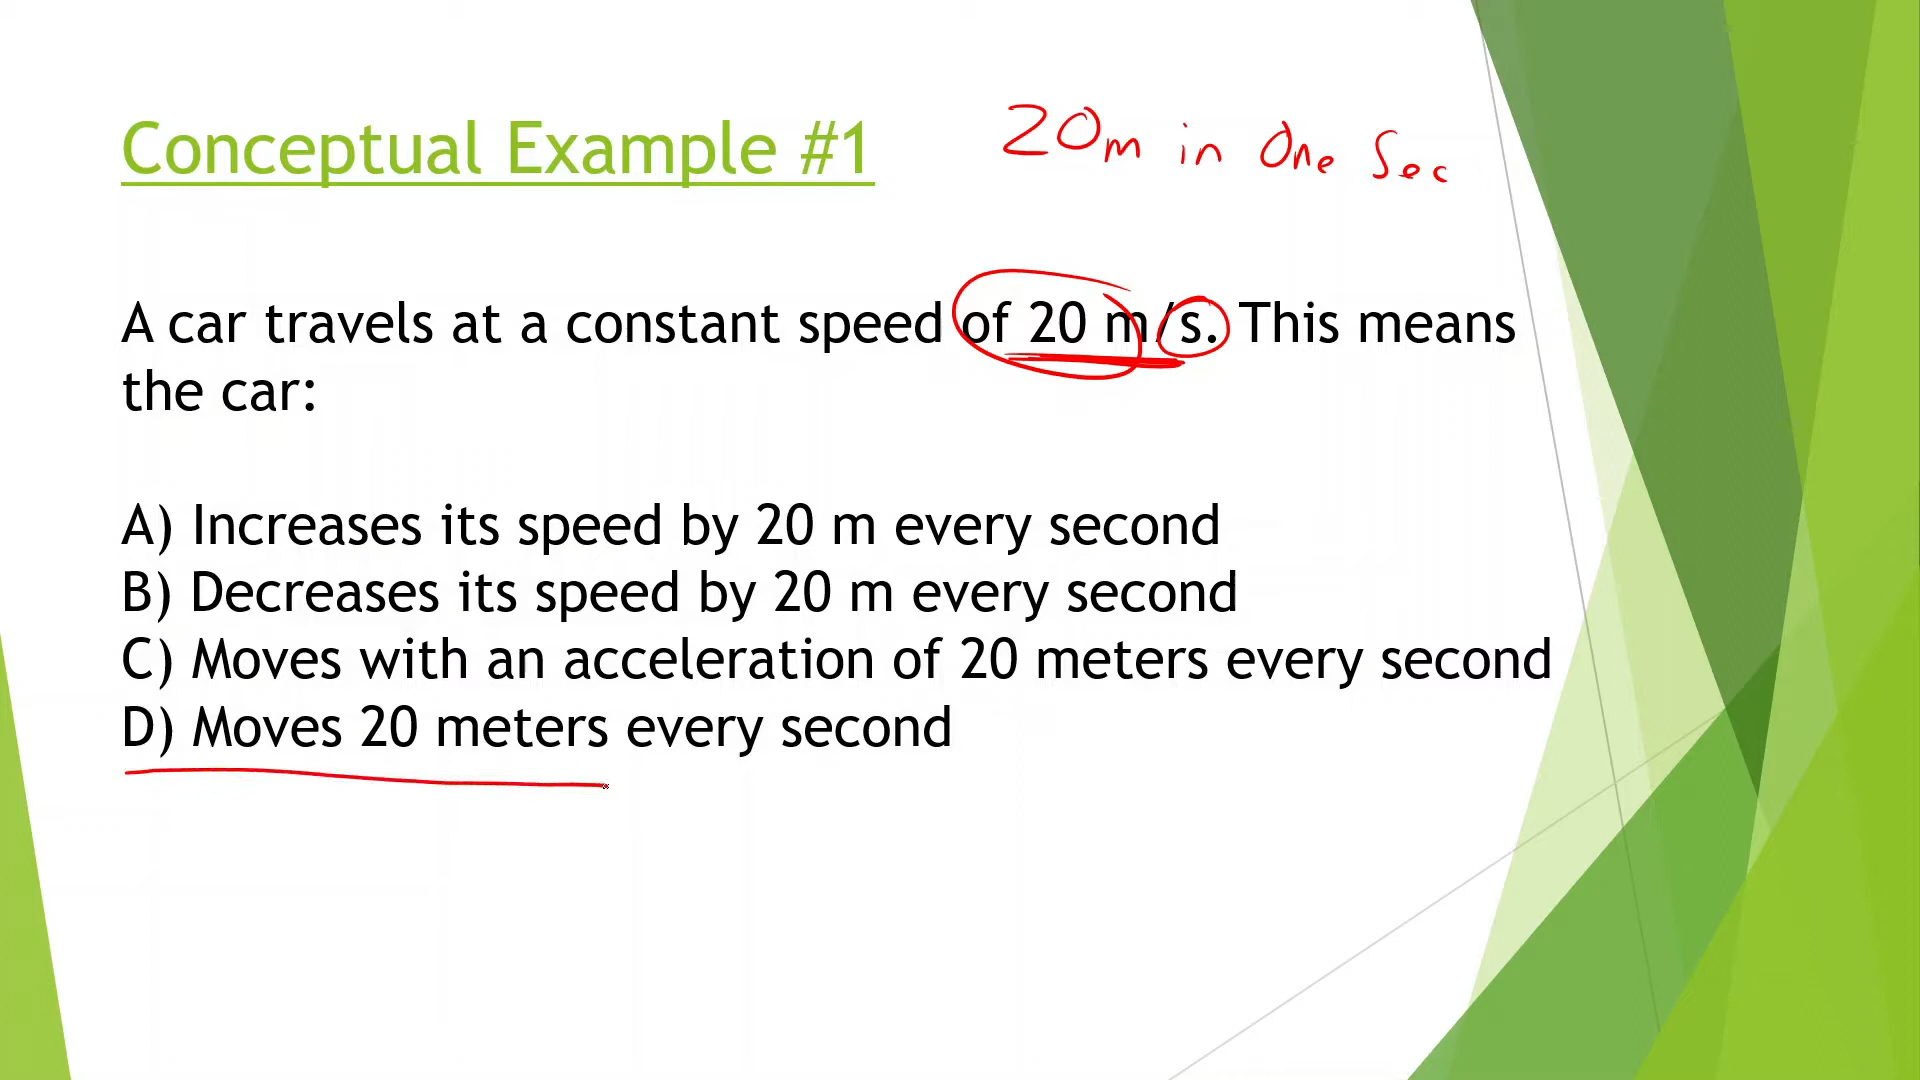 Conceptual Example #1
20m in One Sec
A car travels at a constant speed of 20 m/s. This means
the car:
A) Increases its speed by 20 m every second
B) Decreases its speed by 20 m every second
C) Moves with an acceleration of 20 meters every second
D) Moves 20 meters every second